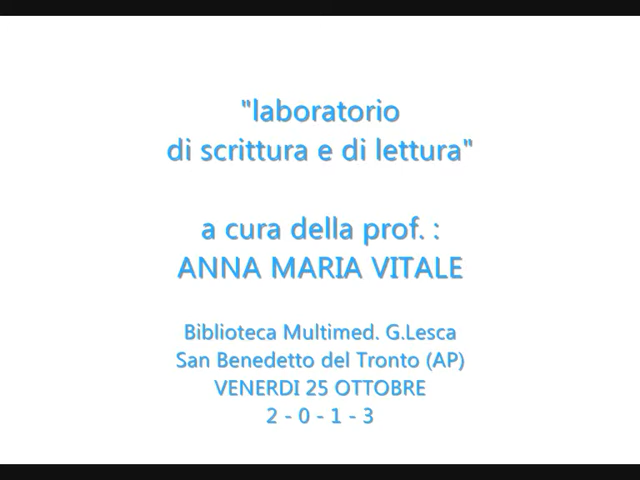 "laboratorio
di scrittura e di lettura"
a cura della prof. :
ANNA MARIA VITALE
Biblioteca Multimed. G.Lesca
San Benedetto del Tronto (AP)
VENERDI 25 OTTOBRE
2 - 0 - 1 - 3